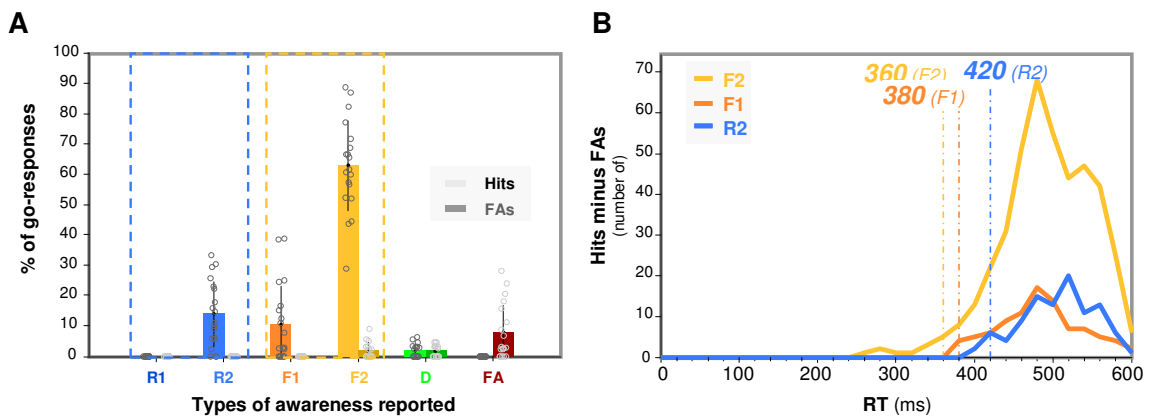 A
100
90
80
70
60
50
40
30
20
10
0
% of go-responses
Hits
FAs
R1 R2 F1 F2 D FA
Types of awareness reported
B
70
50
40
20
10
0
Hits minus FAs
(number of)
F2
F1
R2
360 (F2)
420 (R2)
380 (F1)
0 100 200 300 400 500 600
RT (ms)